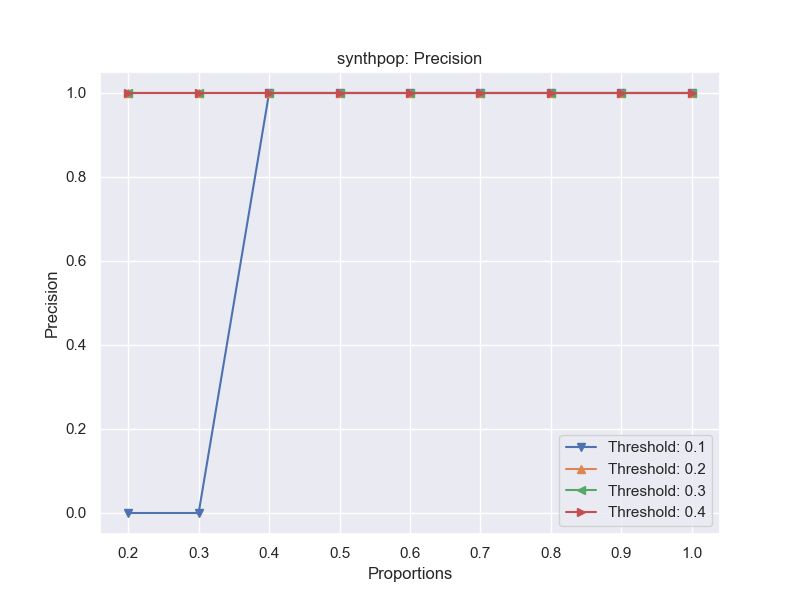 synthpop: Precision
Precision
1.0
0.8
0.6
0.4
0.2
0.0
0.2 0.3 0.4 0.5 0.6 0.7 0.8 0.9 1.0
Proportions
Threshold: 0.1
Threshold: 0.2
Threshold: 0.3
Threshold: 0.4